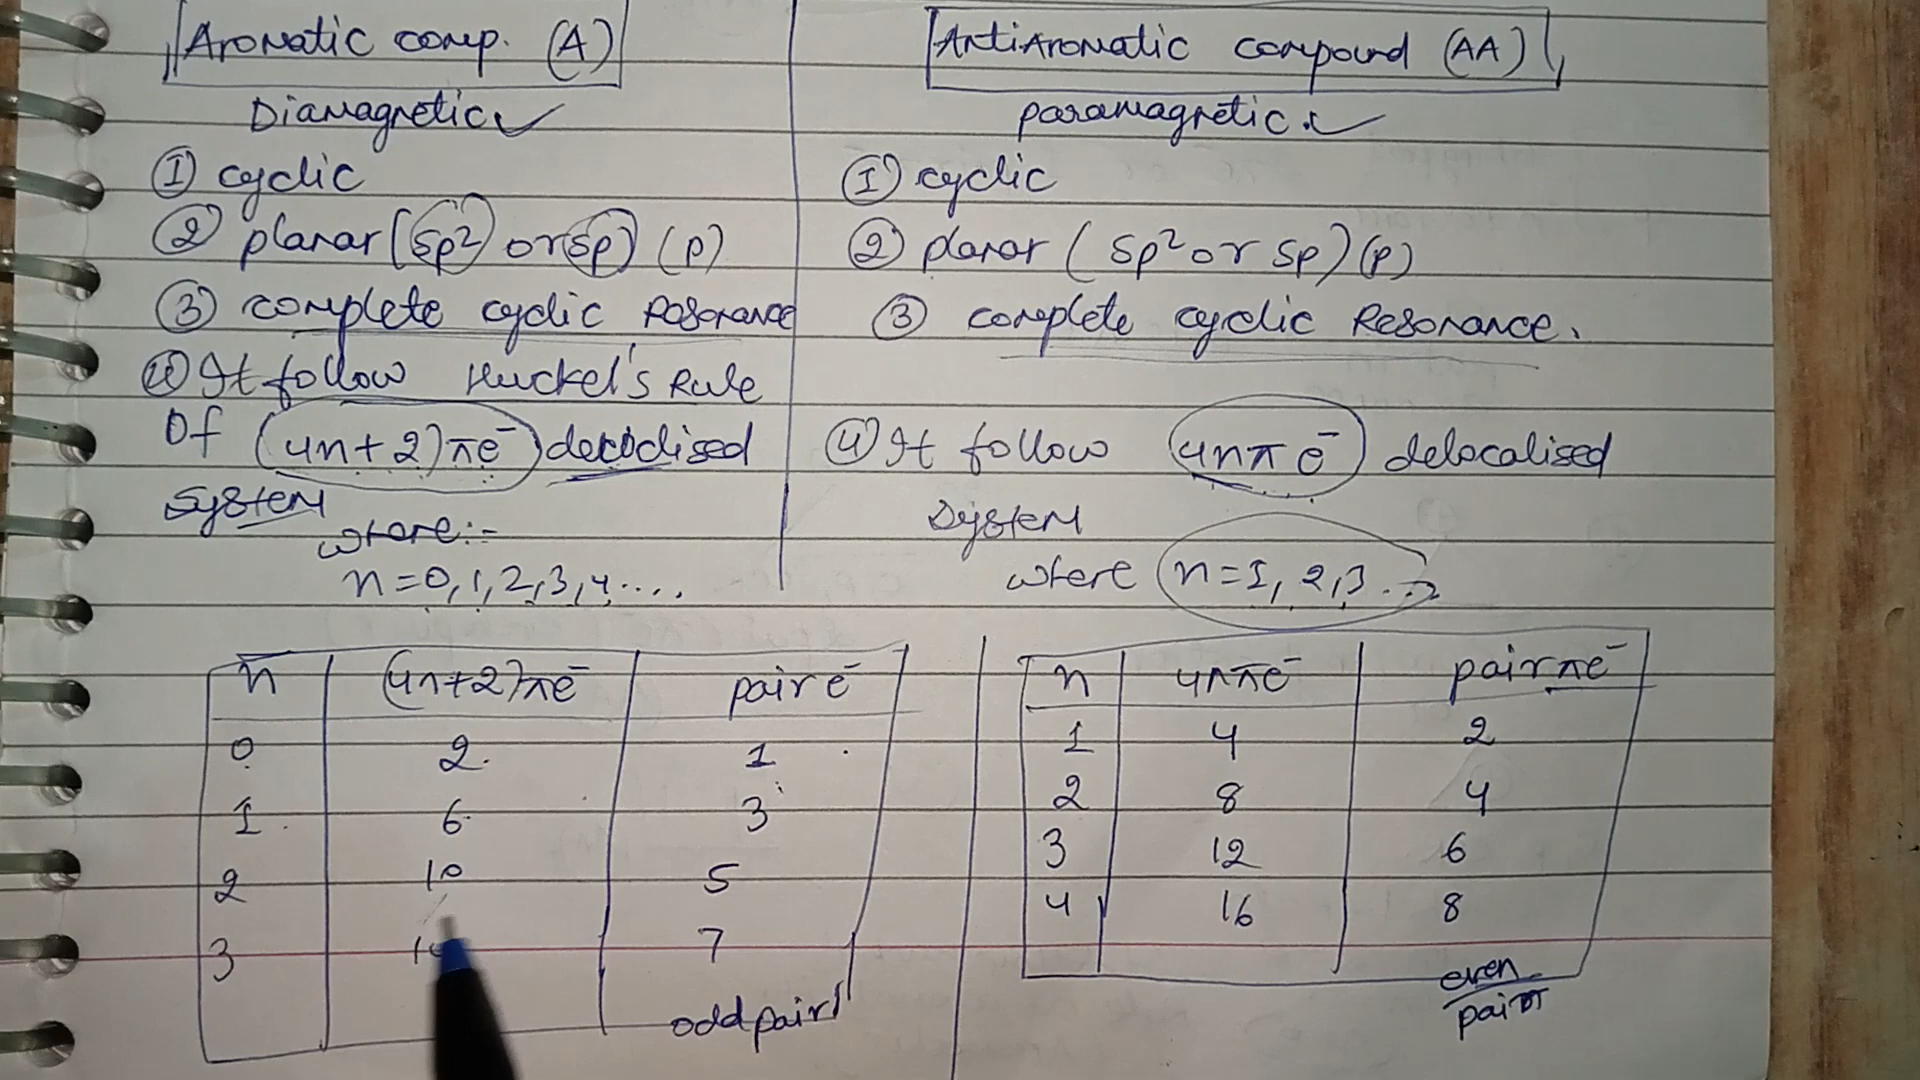 Aromatic comp. (A)
Diamagnetic
① cyclic
② planar (sp² or sp) (p)
③ complete cyclic Resonance
④ It follow Huckel's Rule
Of (4n+2)πe⁻ delocalised
System
where:-
n=0,1,2,3,4....
n (4n+2)πe⁻ pair e⁻
0 2 1
1 6 3
2 10 5
3 7
odd pair
AntiAromatic compound (AA)
paramagnetic.
① cyclic
② planar (sp² or sp) (p)
③ complete cyclic Resonance.
④ It follow 4nπe⁻ delocalised
System
where n=1,2,3...
n 4nπe⁻ pair πe⁻
1 4 2
2 8 4
3 12 6
4 16 8
even
pair